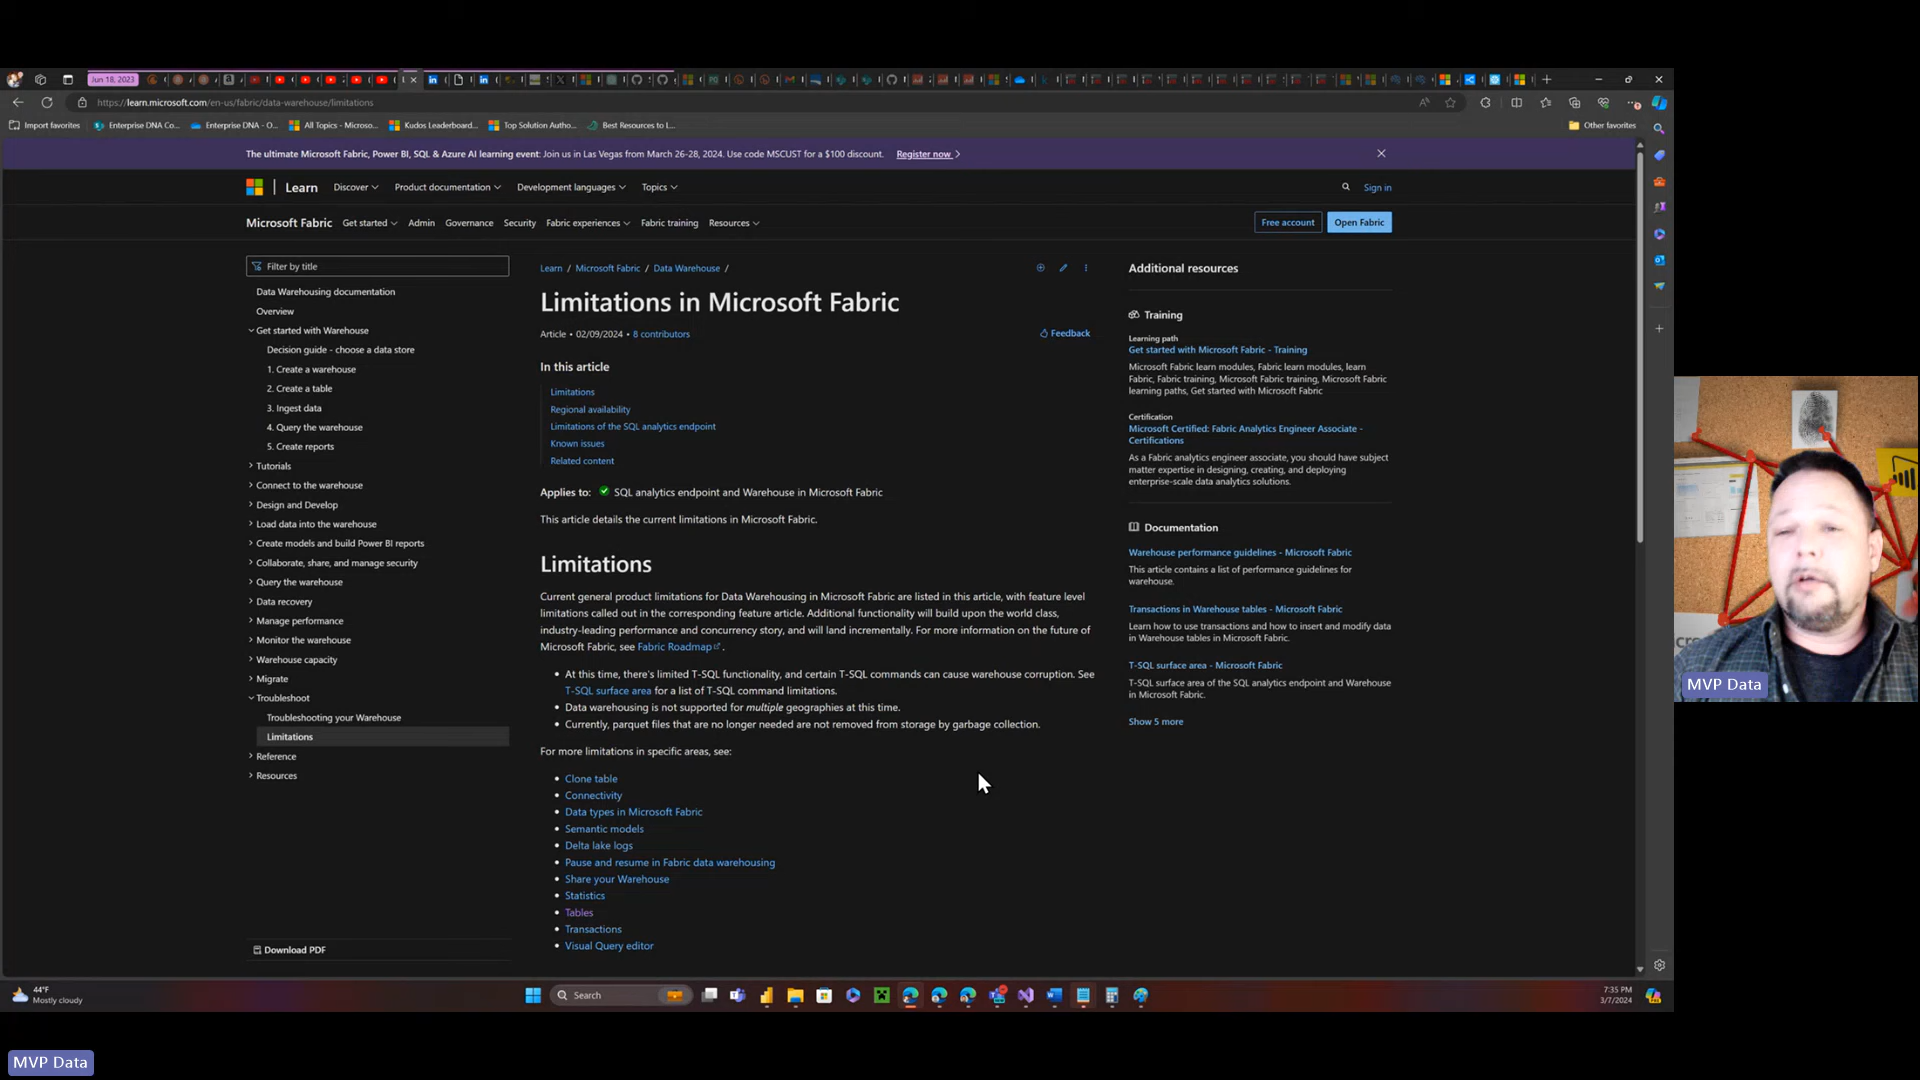 Jun 18, 2023
https://learn.microsoft.com/en-us/fabric/data-warehouse/limitations
Import favorites
Enterprise DNA Co...
Enterprise DNA - O...
All Topics - Microso...
Kudos Leaderboard...
Top Solution Autho...
Best Resources to L...
Other favorites
The ultimate Microsoft Fabric, Power BI, SQL & Azure AI learning event: Join us in Las Vegas from March 26-28, 2024. Use code MSCUST for a $100 discount. Register now
Learn Discover Product documentation Development languages Topics
Sign in
Microsoft Fabric Get started Admin Governance Security Fabric experiences Fabric training Resources
Free account Open Fabric
Filter by title
Data Warehousing documentation
Overview
Get started with Warehouse
Decision guide - choose a data store
1. Create a warehouse
2. Create a table
3. Ingest data
4. Query the warehouse
5. Create reports
Tutorials
Connect to the warehouse
Design and Develop
Load data into the warehouse
Create models and build Power BI reports
Collaborate, share, and manage security
Query the warehouse
Data recovery
Manage performance
Monitor the warehouse
Warehouse capacity
Migrate
Troubleshoot
Troubleshooting your Warehouse
Limitations
Reference
Resources
Download PDF
Learn / Microsoft Fabric / Data Warehouse /
Limitations in Microsoft Fabric
Article • 02/09/2024 • 8 contributors
Feedback
In this article
Limitations
Regional availability
Limitations of the SQL analytics endpoint
Known issues
Related content
Applies to: SQL analytics endpoint and Warehouse in Microsoft Fabric
This article details the current limitations in Microsoft Fabric.
Limitations
Current general product limitations for Data Warehousing in Microsoft Fabric are listed in this article, with feature level
limitations called out in the corresponding feature article. Additional functionality will build upon the world class,
industry-leading performance and concurrency story, and will land incrementally. For more information on the future of
Microsoft Fabric, see Fabric Roadmap .
• At this time, there's limited T-SQL functionality, and certain T-SQL commands can cause warehouse corruption. See
T-SQL surface area for a list of T-SQL command limitations.
• Data warehousing is not supported for multiple geographies at this time.
• Currently, parquet files that are no longer needed are not removed from storage by garbage collection.
For more limitations in specific areas, see:
• Clone table
• Connectivity
• Data types in Microsoft Fabric
• Semantic models
• Delta lake logs
• Pause and resume in Fabric data warehousing
• Share your Warehouse
• Statistics
• Tables
• Transactions
• Visual Query editor
Additional resources
Training
Learning path
Get started with Microsoft Fabric - Training
Microsoft Fabric learn modules, Fabric learn modules, learn
Fabric, Fabric training, Microsoft Fabric training, Microsoft Fabric
learning paths, Get started with Microsoft Fabric
Certification
Microsoft Certified: Fabric Analytics Engineer Associate -
Certifications
As a Fabric analytics engineer associate, you should have subject
matter expertise in designing, creating, and deploying
enterprise-scale data analytics solutions.
Documentation
Warehouse performance guidelines - Microsoft Fabric
This article contains a list of performance guidelines for
warehouse.
Transactions in Warehouse tables - Microsoft Fabric
Learn how to use transactions and how to insert and modify data
in Warehouse tables in Microsoft Fabric.
T-SQL surface area - Microsoft Fabric
T-SQL surface area of the SQL analytics endpoint and Warehouse
in Microsoft Fabric.
Show 5 more
MVP Data
44°F
Mostly cloudy
Search
7:35 PM
3/7/2024
MVP Data